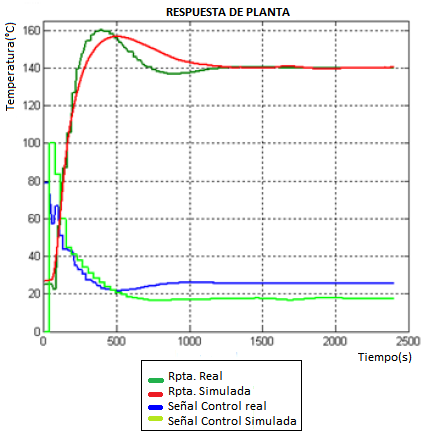 RESPUESTA DE PLANTA
Temperatura(°C)
160
140
120
100
80
60
40
20
0
0
500
1000
1500
2000
2500
Tiempo(s)
Rpta. Real
Rpta. Simulada
Señal Control real
Señal Control Simulada